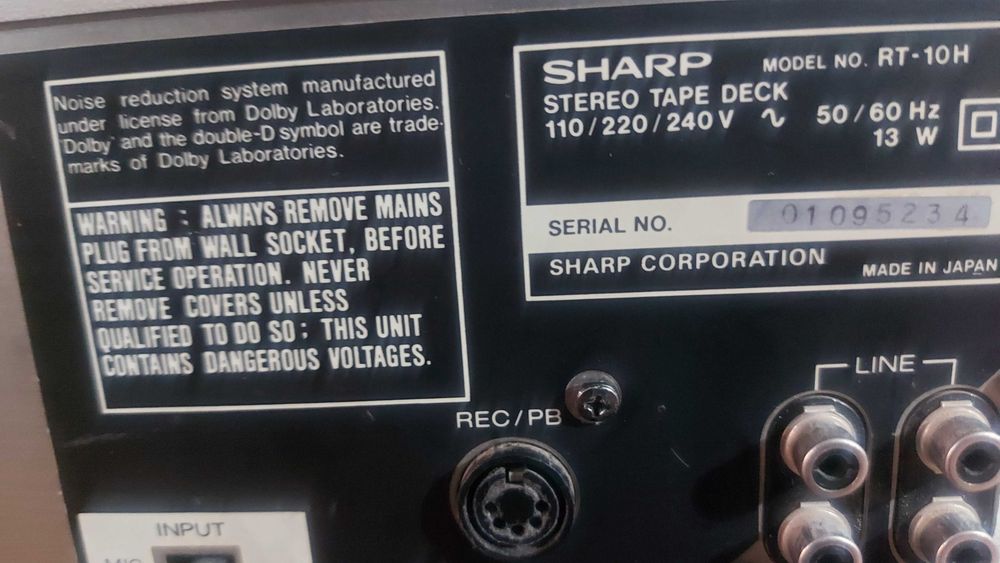 Noise reduction system manufactured
under license from Dolby Laboratories.
'Dolby' and the double-D symbol are trade-
marks of Dolby Laboratories.
WARNING : ALWAYS REMOVE MAINS
PLUG FROM WALL SOCKET, BEFORE
SERVICE OPERATION. NEVER
REMOVE COVERS UNLESS
QUALIFIED TO DO SO ; THIS UNIT
CONTAINS DANGEROUS VOLTAGES.
SHARP MODEL NO. RT-10H
STEREO TAPE DECK
110/220/240V ∿ 50/60 Hz
13 W
SERIAL NO. 01095234
SHARP CORPORATION MADE IN JAPAN
REC/PB
LINE
INPUT
MIC